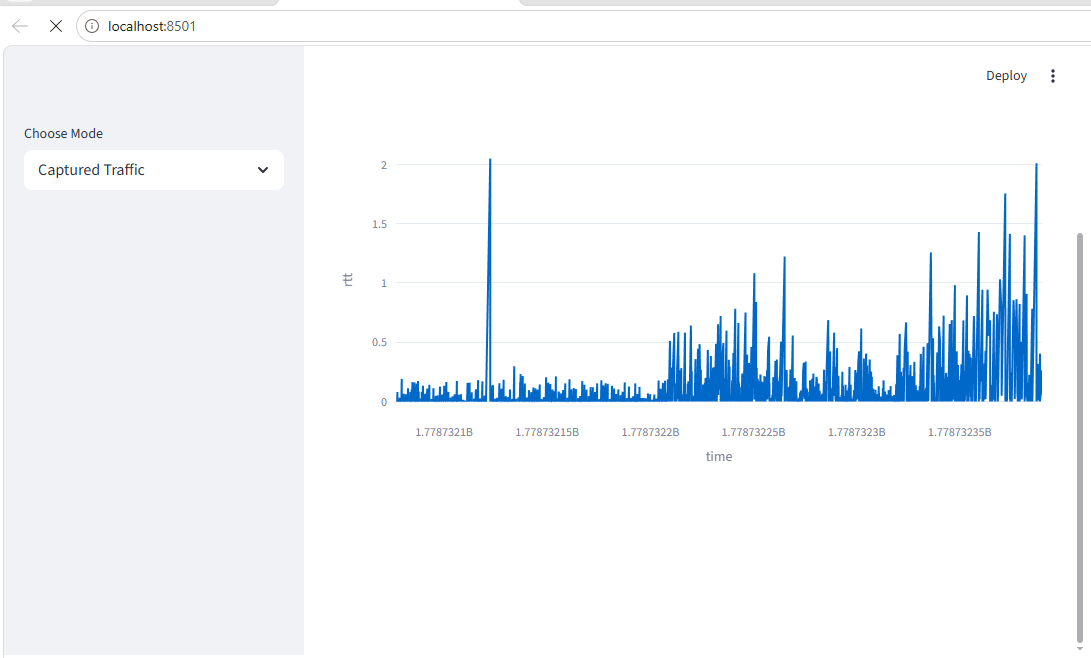 localhost:8501
Deploy
Choose Mode
Captured Traffic
2
1.5
rtt
1
0.5
0
1.7787321B 1.77873215B 1.7787322B 1.77873225B 1.7787323B 1.77873235B
time